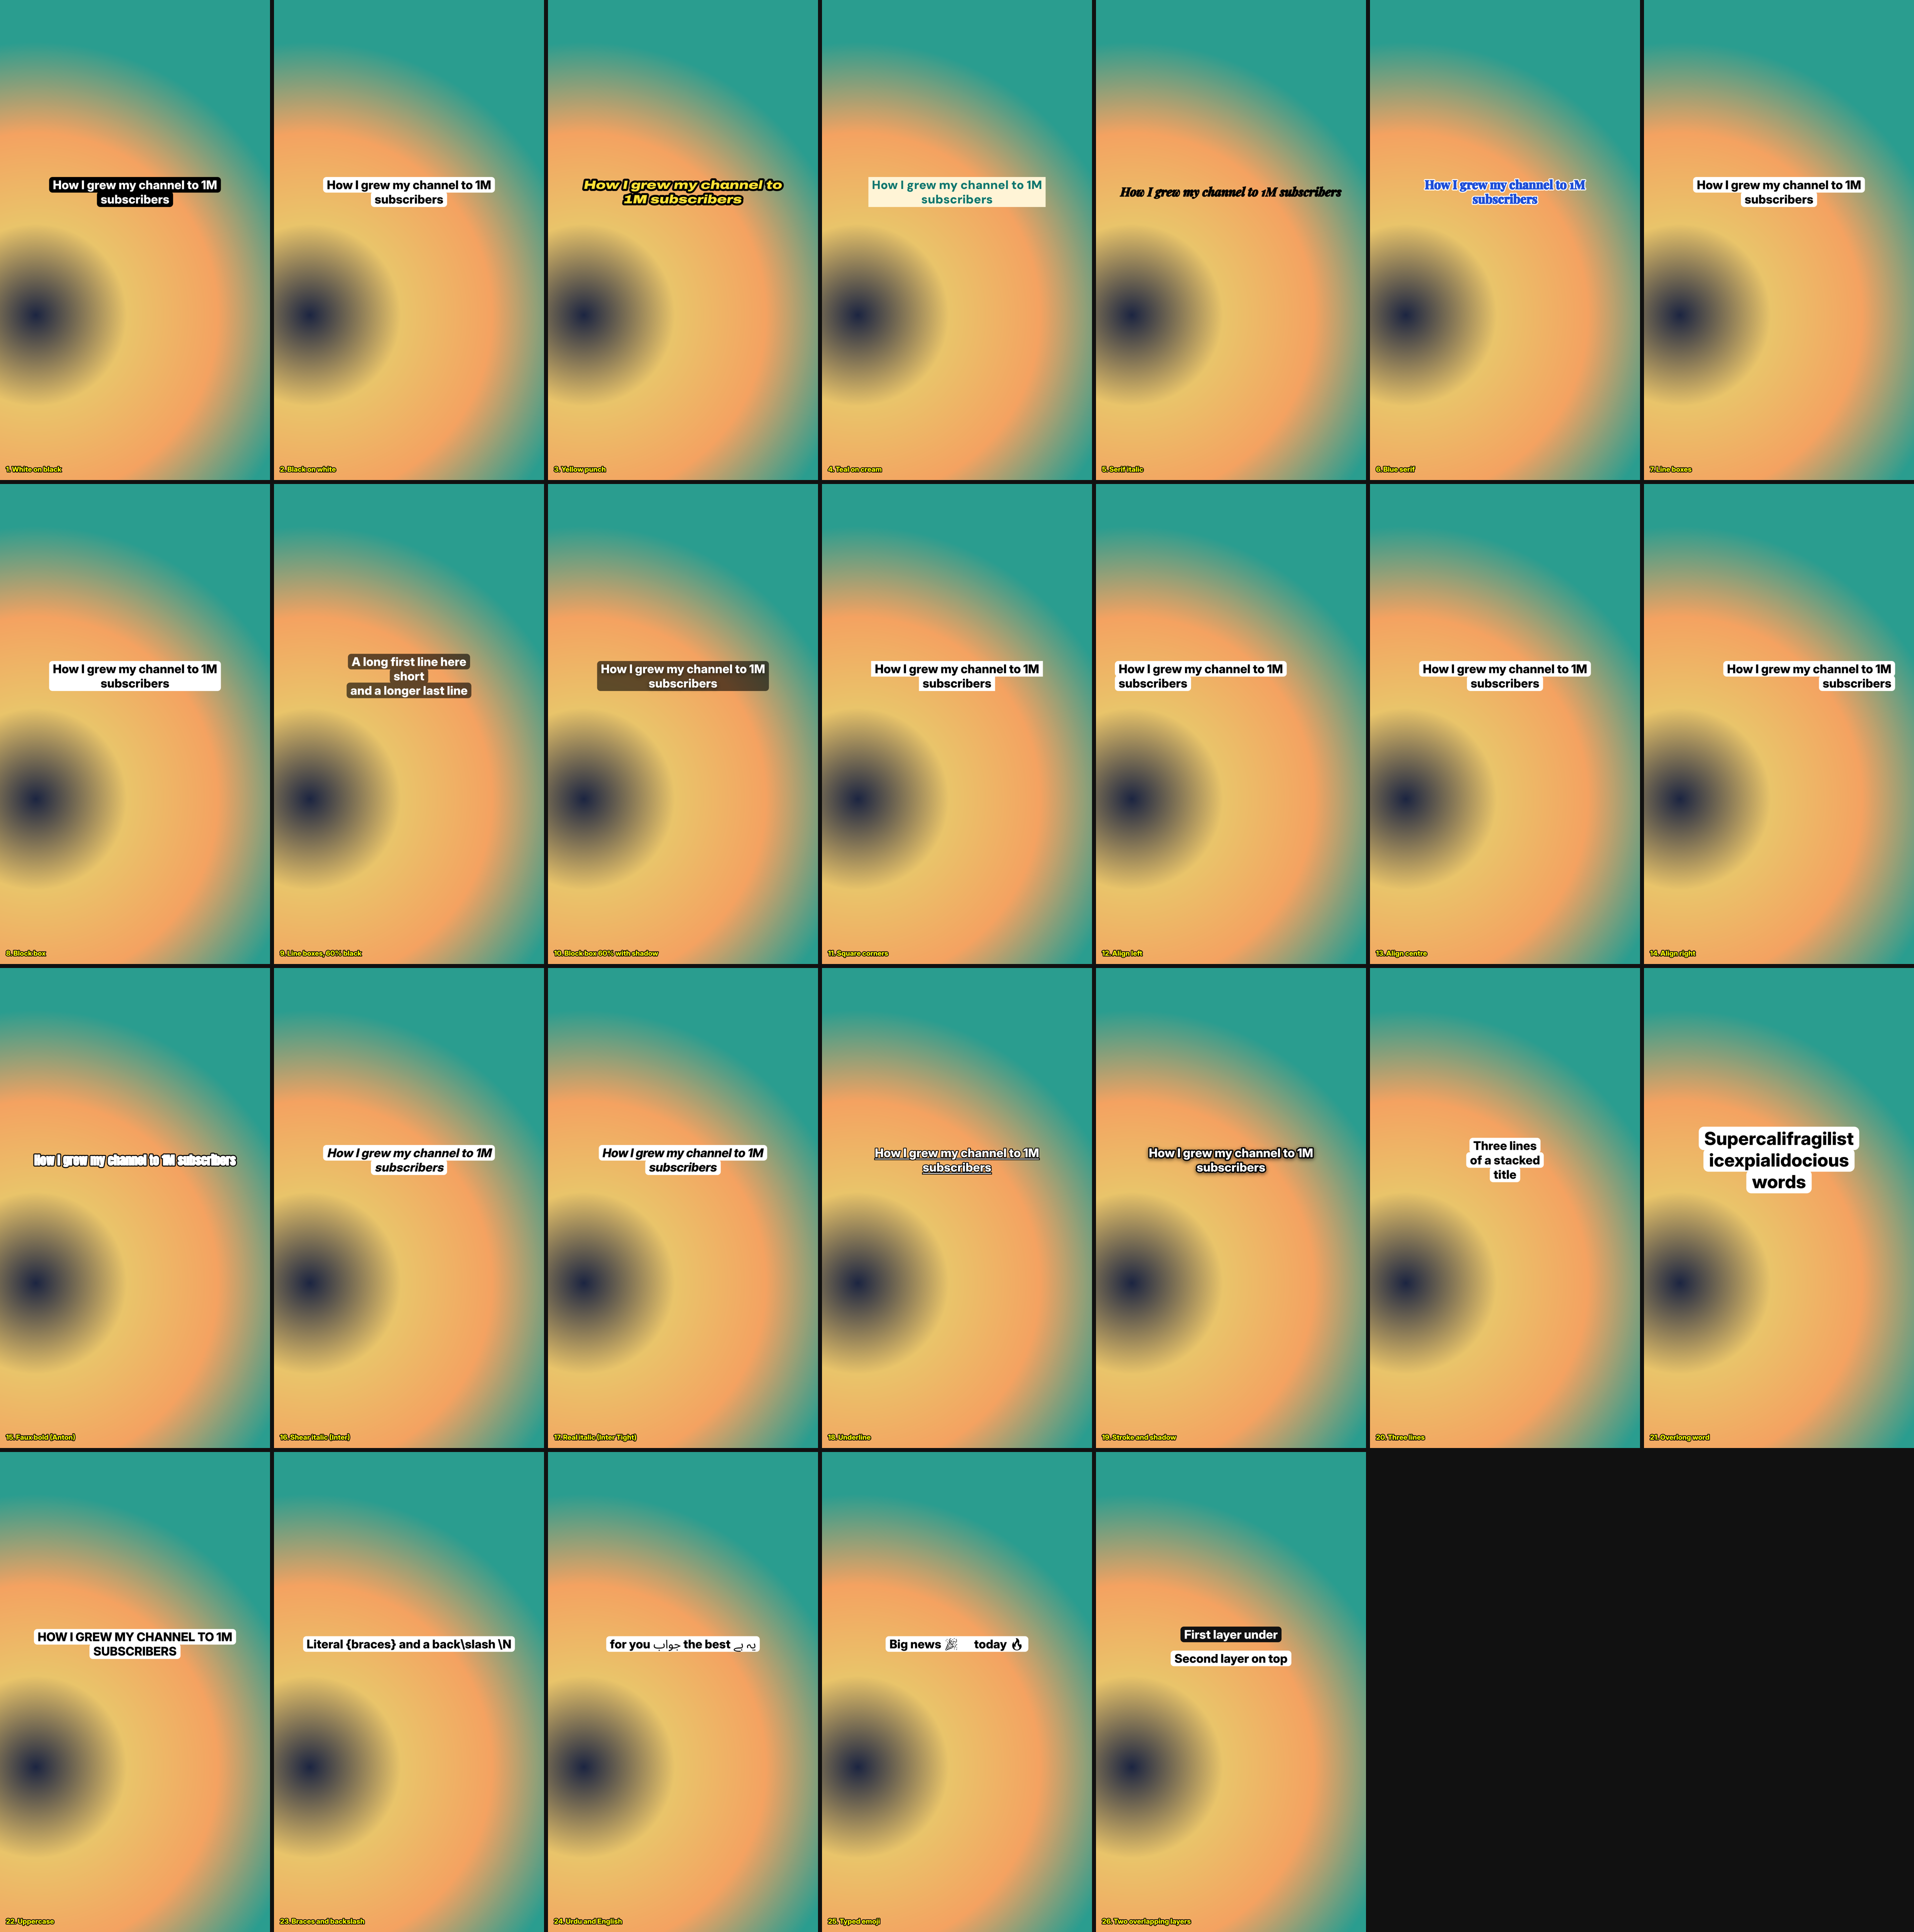 How I grew my channel to 1M
subscribers
1. White on black
How I grew my channel to 1M
subscribers
2. Black on white
How I grew my channel to
1M subscribers
3. Yellow punch
How I grew my channel to 1M
subscribers
4. Teal on cream
How I grew my channel to 1M subscribers
5. Serif italic
How I grew my channel to 1M
subscribers
6. Blue serif
How I grew my channel to 1M
subscribers
7. Line boxes
How I grew my channel to 1M
subscribers
8. Block box
A long first line here
short
and a longer last line
9. Line boxes, 60% black
How I grew my channel to 1M
subscribers
10. Block box 60% with shadow
How I grew my channel to 1M
subscribers
11. Square corners
How I grew my channel to 1M
subscribers
12. Align left
How I grew my channel to 1M
subscribers
13. Align centre
How I grew my channel to 1M
subscribers
14. Align right
How I grew my channel to 1M subscribers
15. Faux bold (Anton)
How I grew my channel to 1M
subscribers
16. Shear italic (Inter)
How I grew my channel to 1M
subscribers
17. Real italic (Inter Tight)
How I grew my channel to 1M
subscribers
18. Underline
How I grew my channel to 1M
subscribers
19. Stroke and shadow
Three lines
of a stacked
title
20. Three lines
Supercalifragilist
icexpialidocious
words
21. Overlong word
HOW I GREW MY CHANNEL TO 1M
SUBSCRIBERS
22. Uppercase
Literal {braces} and a back\slash \N
23. Braces and backslash
for you جواب the best یہ ہے
24. Urdu and English
Big news 🎉 today 🔥
25. Typed emoji
First layer under
Second layer on top
26. Two overlapping layers